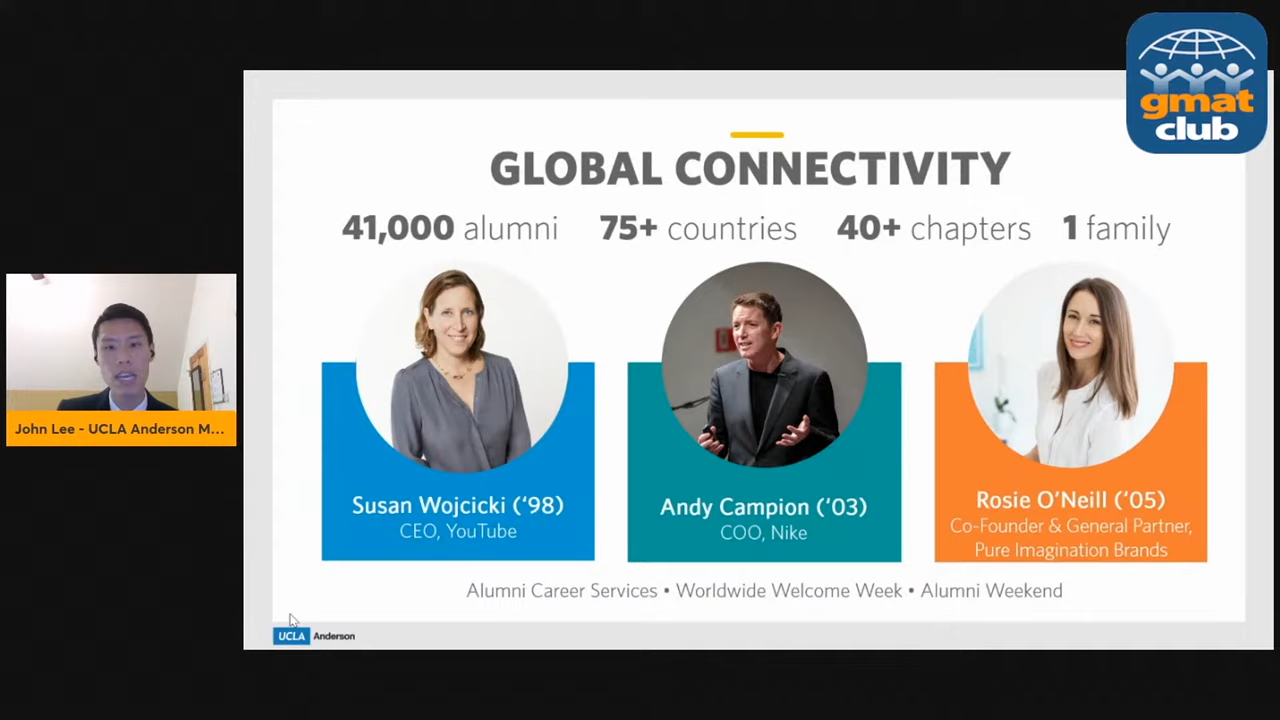 gmat
club
GLOBAL CONNECTIVITY
41,000 alumni 75+ countries 40+ chapters 1 family
Susan Wojcicki (‘98)
CEO, YouTube
Andy Campion (‘03)
COO, Nike
Rosie O’Neill (‘05)
Co-Founder & General Partner,
Pure Imagination Brands
Alumni Career Services • Worldwide Welcome Week • Alumni Weekend
UCLA Anderson
John Lee - UCLA Anderson M...